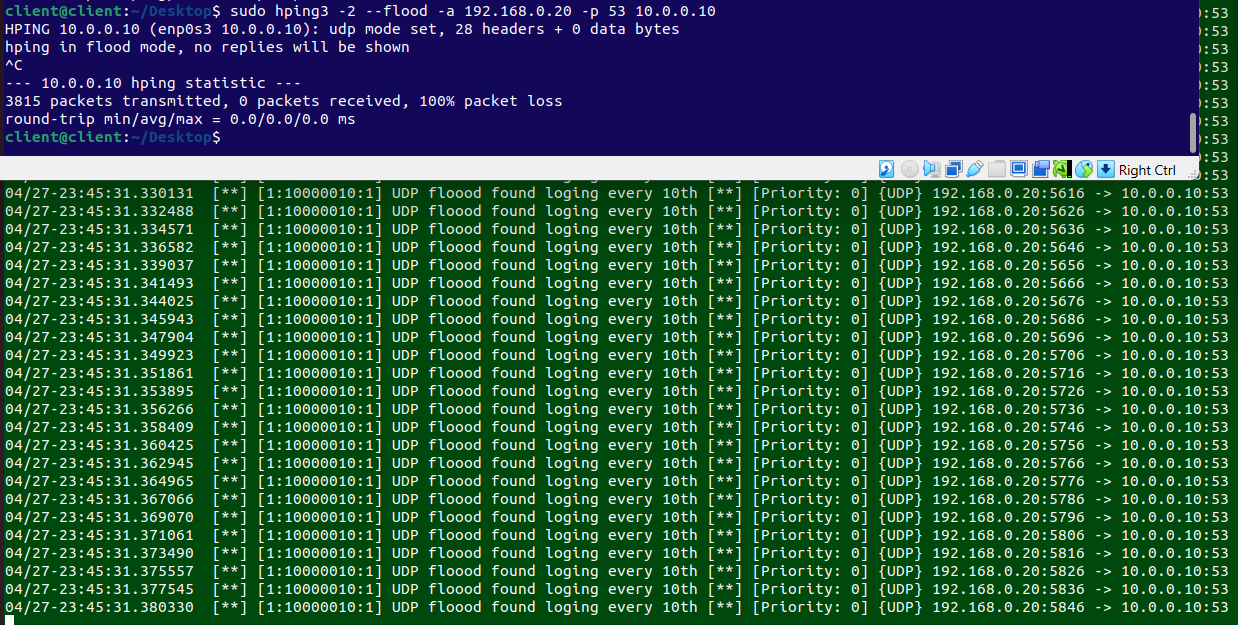 client@client:~/Desktop$ sudo hping3 -2 --flood -a 192.168.0.20 -p 53 10.0.0.10
HPING 10.0.0.10 (enp0s3 10.0.0.10): udp mode set, 28 headers + 0 data bytes
hping in flood mode, no replies will be shown
^C
--- 10.0.0.10 hping statistic ---
3815 packets transmitted, 0 packets received, 100% packet loss
round-trip min/avg/max = 0.0/0.0/0.0 ms
client@client:~/Desktop$
:53
:53
:53
:53
:53
:53
:53
:53
:53
:53
Right Ctrl
04/27-23:45:31.330131 [**] [1:10000010:1] UDP floood found loging every 10th [**] [Priority: 0] {UDP} 192.168.0.20:5616 -> 10.0.0.10:53
04/27-23:45:31.332488 [**] [1:10000010:1] UDP floood found loging every 10th [**] [Priority: 0] {UDP} 192.168.0.20:5626 -> 10.0.0.10:53
04/27-23:45:31.334571 [**] [1:10000010:1] UDP floood found loging every 10th [**] [Priority: 0] {UDP} 192.168.0.20:5636 -> 10.0.0.10:53
04/27-23:45:31.336582 [**] [1:10000010:1] UDP floood found loging every 10th [**] [Priority: 0] {UDP} 192.168.0.20:5646 -> 10.0.0.10:53
04/27-23:45:31.339037 [**] [1:10000010:1] UDP floood found loging every 10th [**] [Priority: 0] {UDP} 192.168.0.20:5656 -> 10.0.0.10:53
04/27-23:45:31.341493 [**] [1:10000010:1] UDP floood found loging every 10th [**] [Priority: 0] {UDP} 192.168.0.20:5666 -> 10.0.0.10:53
04/27-23:45:31.344025 [**] [1:10000010:1] UDP floood found loging every 10th [**] [Priority: 0] {UDP} 192.168.0.20:5676 -> 10.0.0.10:53
04/27-23:45:31.345943 [**] [1:10000010:1] UDP floood found loging every 10th [**] [Priority: 0] {UDP} 192.168.0.20:5686 -> 10.0.0.10:53
04/27-23:45:31.347904 [**] [1:10000010:1] UDP floood found loging every 10th [**] [Priority: 0] {UDP} 192.168.0.20:5696 -> 10.0.0.10:53
04/27-23:45:31.349923 [**] [1:10000010:1] UDP floood found loging every 10th [**] [Priority: 0] {UDP} 192.168.0.20:5706 -> 10.0.0.10:53
04/27-23:45:31.351861 [**] [1:10000010:1] UDP floood found loging every 10th [**] [Priority: 0] {UDP} 192.168.0.20:5716 -> 10.0.0.10:53
04/27-23:45:31.353895 [**] [1:10000010:1] UDP floood found loging every 10th [**] [Priority: 0] {UDP} 192.168.0.20:5726 -> 10.0.0.10:53
04/27-23:45:31.356266 [**] [1:10000010:1] UDP floood found loging every 10th [**] [Priority: 0] {UDP} 192.168.0.20:5736 -> 10.0.0.10:53
04/27-23:45:31.358409 [**] [1:10000010:1] UDP floood found loging every 10th [**] [Priority: 0] {UDP} 192.168.0.20:5746 -> 10.0.0.10:53
04/27-23:45:31.360425 [**] [1:10000010:1] UDP floood found loging every 10th [**] [Priority: 0] {UDP} 192.168.0.20:5756 -> 10.0.0.10:53
04/27-23:45:31.362945 [**] [1:10000010:1] UDP floood found loging every 10th [**] [Priority: 0] {UDP} 192.168.0.20:5766 -> 10.0.0.10:53
04/27-23:45:31.364965 [**] [1:10000010:1] UDP floood found loging every 10th [**] [Priority: 0] {UDP} 192.168.0.20:5776 -> 10.0.0.10:53
04/27-23:45:31.367066 [**] [1:10000010:1] UDP floood found loging every 10th [**] [Priority: 0] {UDP} 192.168.0.20:5786 -> 10.0.0.10:53
04/27-23:45:31.369070 [**] [1:10000010:1] UDP floood found loging every 10th [**] [Priority: 0] {UDP} 192.168.0.20:5796 -> 10.0.0.10:53
04/27-23:45:31.371061 [**] [1:10000010:1] UDP floood found loging every 10th [**] [Priority: 0] {UDP} 192.168.0.20:5806 -> 10.0.0.10:53
04/27-23:45:31.373490 [**] [1:10000010:1] UDP floood found loging every 10th [**] [Priority: 0] {UDP} 192.168.0.20:5816 -> 10.0.0.10:53
04/27-23:45:31.375557 [**] [1:10000010:1] UDP floood found loging every 10th [**] [Priority: 0] {UDP} 192.168.0.20:5826 -> 10.0.0.10:53
04/27-23:45:31.377545 [**] [1:10000010:1] UDP floood found loging every 10th [**] [Priority: 0] {UDP} 192.168.0.20:5836 -> 10.0.0.10:53
04/27-23:45:31.380330 [**] [1:10000010:1] UDP floood found loging every 10th [**] [Priority: 0] {UDP} 192.168.0.20:5846 -> 10.0.0.10:53